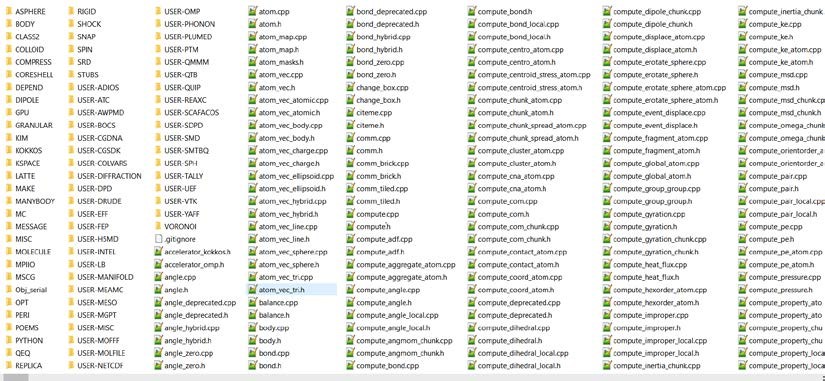 ASPHERE
BODY
CLASS2
COLLOID
COMPRESS
CORESHELL
DEPEND
DIPOLE
GPU
GRANULAR
KIM
KOKKOS
KSPACE
LATTE
MAKE
MANYBODY
MC
MESSAGE
MISC
MOLECULE
MPIIO
MSCG
Obj_serial
OPT
PERI
POEMS
PYTHON
QEQ
REPLICA
RIGID
SHOCK
SNAP
SPIN
SRD
STUBS
USER-ADIOS
USER-ATC
USER-AWPMD
USER-BOCS
USER-CGDNA
USER-CGSDK
USER-COLVARS
USER-DIFFRACTION
USER-DPD
USER-DRUDE
USER-EFF
USER-FEP
USER-H5MD
USER-INTEL
USER-LB
USER-MANIFOLD
USER-MEAMC
USER-MESO
USER-MGPT
USER-MISC
USER-MOFFF
USER-MOLFILE
USER-NETCDF
USER-OMP
USER-PHONON
USER-PLUMED
USER-PTM
USER-QMMM
USER-QTB
USER-QUIP
USER-REAXC
USER-SCAFACOS
USER-SDPD
USER-SMD
USER-SMTBQ
USER-SPH
USER-TALLY
USER-UEF
USER-VTK
USER-YAFF
VORONOI
.gitignore
accelerator_kokkos.h
accelerator_omp.h
angle.cpp
angle.h
angle_deprecated.cpp
angle_deprecated.h
angle_hybrid.cpp
angle_hybrid.h
angle_zero.cpp
angle_zero.h
atom.cpp
atom.h
atom_map.cpp
atom_map.h
atom_masks.h
atom_vec.cpp
atom_vec.h
atom_vec_atomic.cpp
atom_vec_atomic.h
atom_vec_body.cpp
atom_vec_body.h
atom_vec_charge.cpp
atom_vec_charge.h
atom_vec_ellipsoid.cpp
atom_vec_ellipsoid.h
atom_vec_hybrid.cpp
atom_vec_hybrid.h
atom_vec_line.cpp
atom_vec_line.h
atom_vec_sphere.cpp
atom_vec_sphere.h
atom_vec_tri.cpp
atom_vec_tri.h
balance.cpp
balance.h
body.cpp
body.h
bond.cpp
bond.h
bond_deprecated.cpp
bond_deprecated.h
bond_hybrid.cpp
bond_hybrid.h
bond_zero.cpp
bond_zero.h
change_box.cpp
change_box.h
citeme.cpp
citeme.h
comm.cpp
comm.h
comm_brick.cpp
comm_brick.h
comm_tiled.cpp
comm_tiled.h
compute.cpp
compute.h
compute_adf.cpp
compute_adf.h
compute_aggregate_atom.cpp
compute_aggregate_atom.h
compute_angle.cpp
compute_angle.h
compute_angle_local.cpp
compute_angle_local.h
compute_angmom_chunk.cpp
compute_angmom_chunk.h
compute_bond.cpp
compute_bond.h
compute_bond_local.cpp
compute_bond_local.h
compute_centro_atom.cpp
compute_centro_atom.h
compute_centroid_stress_atom.cpp
compute_centroid_stress_atom.h
compute_chunk_atom.cpp
compute_chunk_atom.h
compute_chunk_spread_atom.cpp
compute_chunk_spread_atom.h
compute_cluster_atom.cpp
compute_cluster_atom.h
compute_cna_atom.cpp
compute_cna_atom.h
compute_com.cpp
compute_com.h
compute_com_chunk.cpp
compute_com_chunk.h
compute_contact_atom.cpp
compute_contact_atom.h
compute_coord_atom.cpp
compute_coord_atom.h
compute_deprecated.cpp
compute_deprecated.h
compute_dihedral.cpp
compute_dihedral.h
compute_dihedral_local.cpp
compute_dihedral_local.h
compute_dipole_chunk.cpp
compute_dipole_chunk.h
compute_displace_atom.cpp
compute_displace_atom.h
compute_erotate_sphere.cpp
compute_erotate_sphere.h
compute_erotate_sphere_atom.cpp
compute_erotate_sphere_atom.h
compute_event_displace.cpp
compute_event_displace.h
compute_fragment_atom.cpp
compute_fragment_atom.h
compute_global_atom.cpp
compute_global_atom.h
compute_group_group.cpp
compute_group_group.h
compute_gyration.cpp
compute_gyration.h
compute_gyration_chunk.cpp
compute_gyration_chunk.h
compute_heat_flux.cpp
compute_heat_flux.h
compute_hexorder_atom.cpp
compute_hexorder_atom.h
compute_improper.cpp
compute_improper.h
compute_improper_local.cpp
compute_improper_local.h
compute_inertia_chunk.cpp
compute_inertia_chunk
compute_ke.cpp
compute_ke.h
compute_ke_atom.cpp
compute_ke_atom.h
compute_msd.cpp
compute_msd.h
compute_msd_chunk.cp
compute_msd_chunk.h
compute_omega_chunk
compute_omega_chunk
compute_orientorder_a
compute_orientorder_a
compute_pair.cpp
compute_pair.h
compute_pair_local.cpp
compute_pair_local.h
compute_pe.cpp
compute_pe.h
compute_pe_atom.cpp
compute_pe_atom.h
compute_pressure.cpp
compute_pressure.h
compute_property_ato
compute_property_ato
compute_property_chu
compute_property_chu
compute_property_loca
compute_property_loca